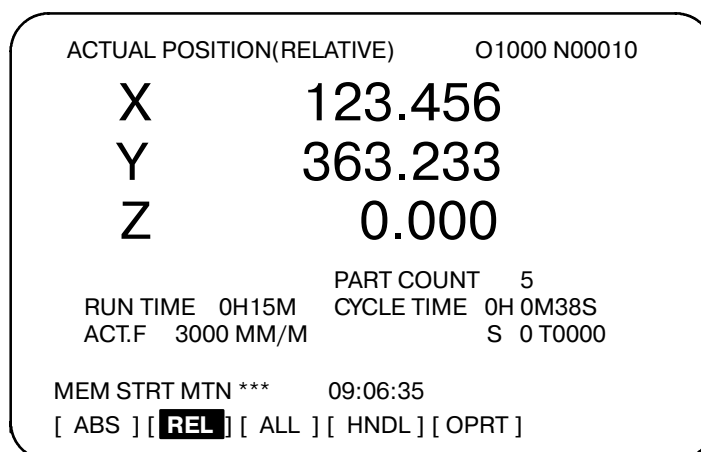 ACTUAL POSITION(RELATIVE) O1000 N00010
X 123.456
Y 363.233
Z 0.000
PART COUNT 5
RUN TIME 0H15M CYCLE TIME 0H 0M38S
ACT.F 3000 MM/M S 0 T0000
MEM STRT MTN *** 09:06:35
[ ABS ] [ REL ] [ ALL ] [ HNDL ] [ OPRT ]